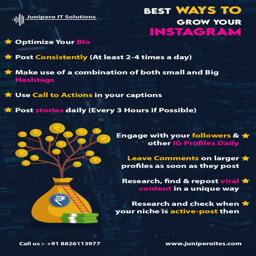 Junipero IT Solutions
BEST WAYS TO
GROW YOUR
INSTAGRAM
Optimize Your Bio
Post Consistently (At least 2-4 times a day)
Make use of a combination of both small and Big
Hashtags
Use Call to Actions in your captions
Post stories daily (Every 3 Hours if Possible)
Engage with your followers &
other IG Profiles Daily
Leave Comments on larger
profiles as soon as they post
Research, find & repost viral
content in a unique way
Research and check when
your niche is active-post then
₹
Call us :- +91 8826113977
www.juniperoites.com